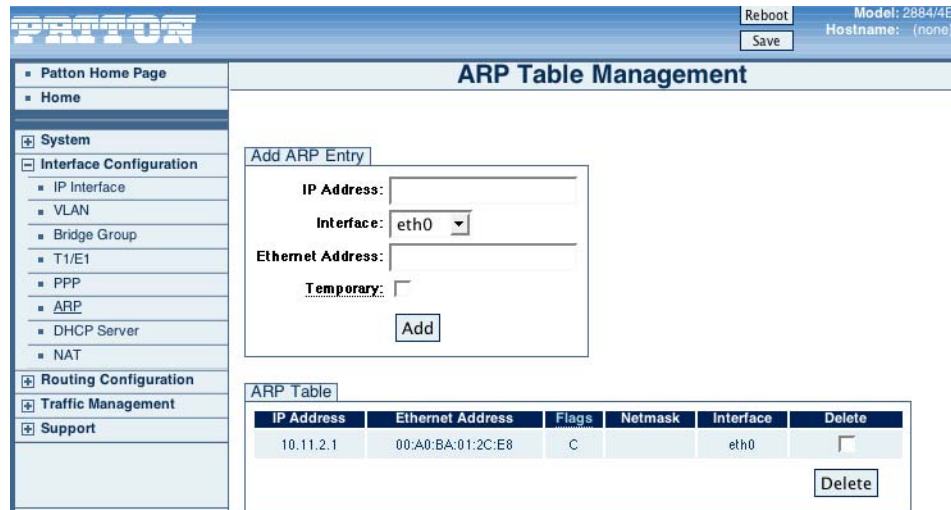 PATTON
Reboot
Save
Model: 2884/4E
Hostname: (none)
Patton Home Page
Home
System
Interface Configuration
IP Interface
VLAN
Bridge Group
T1/E1
PPP
ARP
DHCP Server
NAT
Routing Configuration
Traffic Management
Support
ARP Table Management
Add ARP Entry
IP Address:
Interface: eth0
Ethernet Address:
Temporary:
Add
ARP Table
IP Address Ethernet Address Flags Netmask Interface Delete
10.11.2.1 00:A0:BA:01:2C:E8 C eth0
Delete